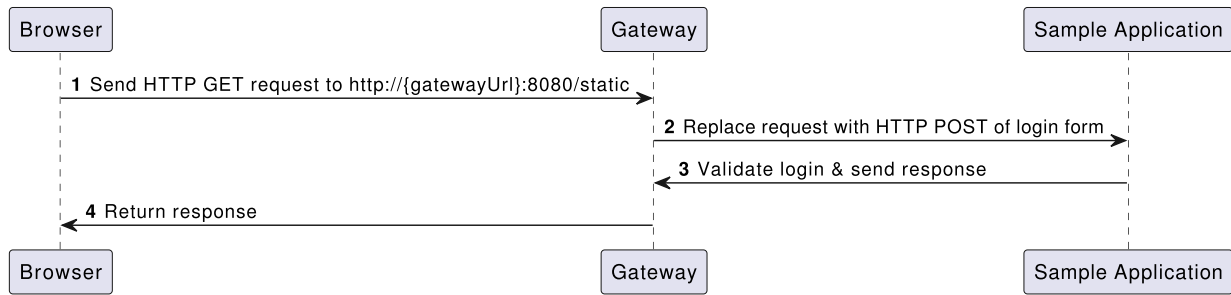 Browser
Gateway
Sample Application
1 Send HTTP GET request to http://{gatewayUrl}:8080/static
2 Replace request with HTTP POST of login form
3 Validate login & send response
4 Return response
Browser
Gateway
Sample Application